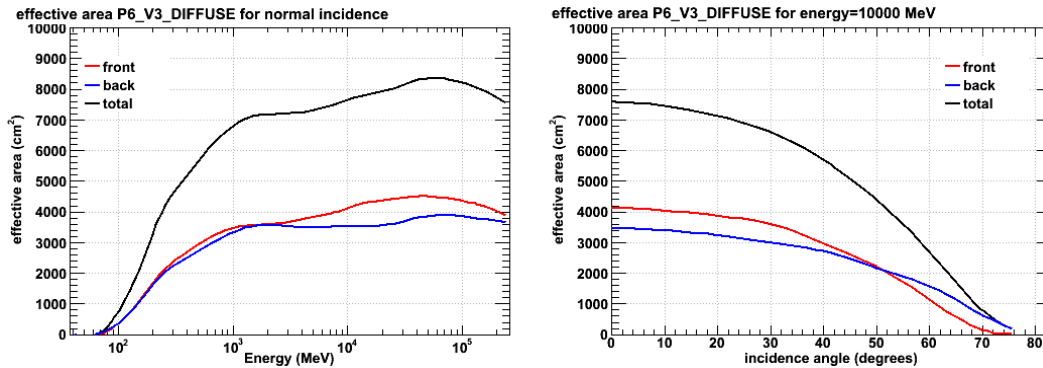 effective area P6_V3_DIFFUSE for normal incidence
effective area (cm²)
10000
9000
8000
7000
6000
5000
4000
3000
2000
1000
0
front
back
total
10² 10³ 10⁴ 10⁵
Energy (MeV)
effective area P6_V3_DIFFUSE for energy=10000 MeV
effective area (cm²)
10000
9000
8000
7000
6000
5000
4000
3000
2000
1000
0
front
back
total
0 10 20 30 40 50 60 70 80
incidence angle (degrees)